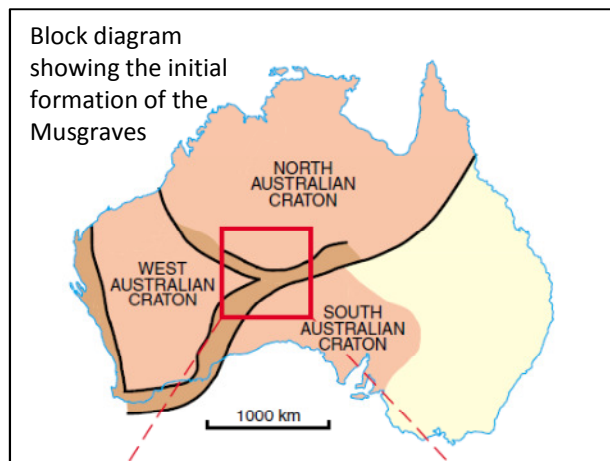 Block diagram
showing the initial
formation of the
Musgraves
NORTH
AUSTRALIAN
CRATON
WEST
AUSTRALIAN
CRATON
SOUTH
AUSTRALIAN
CRATON
1000 km